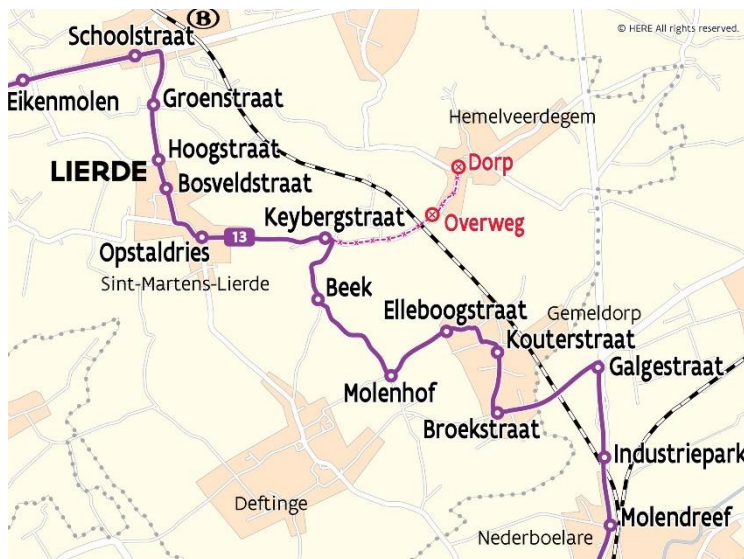 B
© HERE All rights reserved.
Schoolstraat
Eikenmolen
Groenstraat
Hemelveerdegem
Hoogstraat
LIERDE
Dorp
Bosveldstraat
Keybergstraat
Overweg
13
Opstaldries
Sint-Martens-Lierde
Beek
Elleboogstraat
Gemeldorp
Kouterstraat
Galgestraat
Molenhof
Broekstraat
Industriepark
Deftinge
Molendreef
Nederboelare